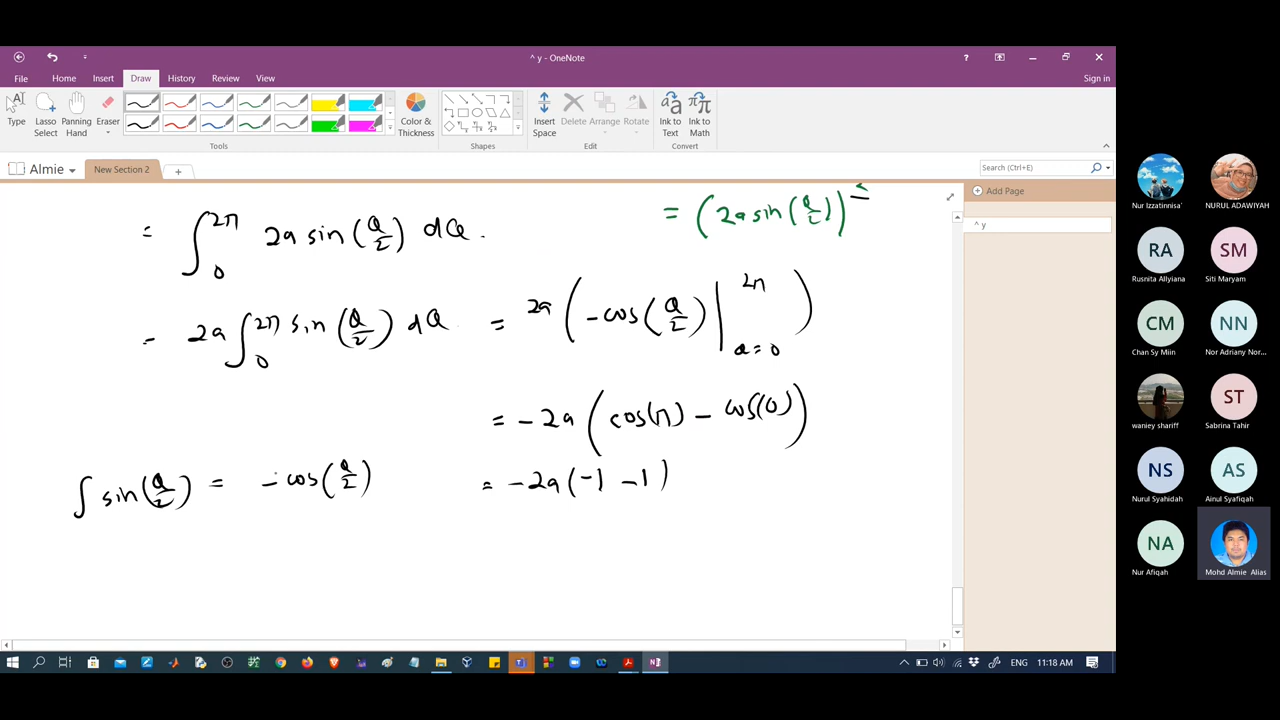 ^ y - OneNote
?
File
Home
Insert
Draw
History
Review
View
Sign in
Type
Lasso Select
Panning Hand
Eraser
Color & Thickness
Insert Space
Delete
Arrange
Rotate
Ink to Text
Ink to Math
Tools
Shapes
Edit
Convert
Almie
New Section 2
+
Search (Ctrl+E)
Add Page
^ y
= (2a sin(θ/2))²
= ∫₀^2π 2a sin(θ/2) dθ.
= 2a ∫₀^2π sin(θ/2) dθ = 2a (-cos(θ/2) |_θ=0^2π )
= -2a (cos(π) - cos(0))
∫ sin(θ/2) = -cos(θ/2)
= -2a (-1 -1)
Nur Izzatinnisa'
NURUL ADAWIYAH
RA
SM
Rusnita Allyiana
Siti Maryam
CM
NN
Chan Sy Miin
Nor Adriany Nor...
ST
waniey shariff
Sabrina Tahir
NS
AS
Nurul Syahidah
Ainul Syafiqah
NA
Nur Afiqah
Mohd Almie Alias
ENG
11:18 AM